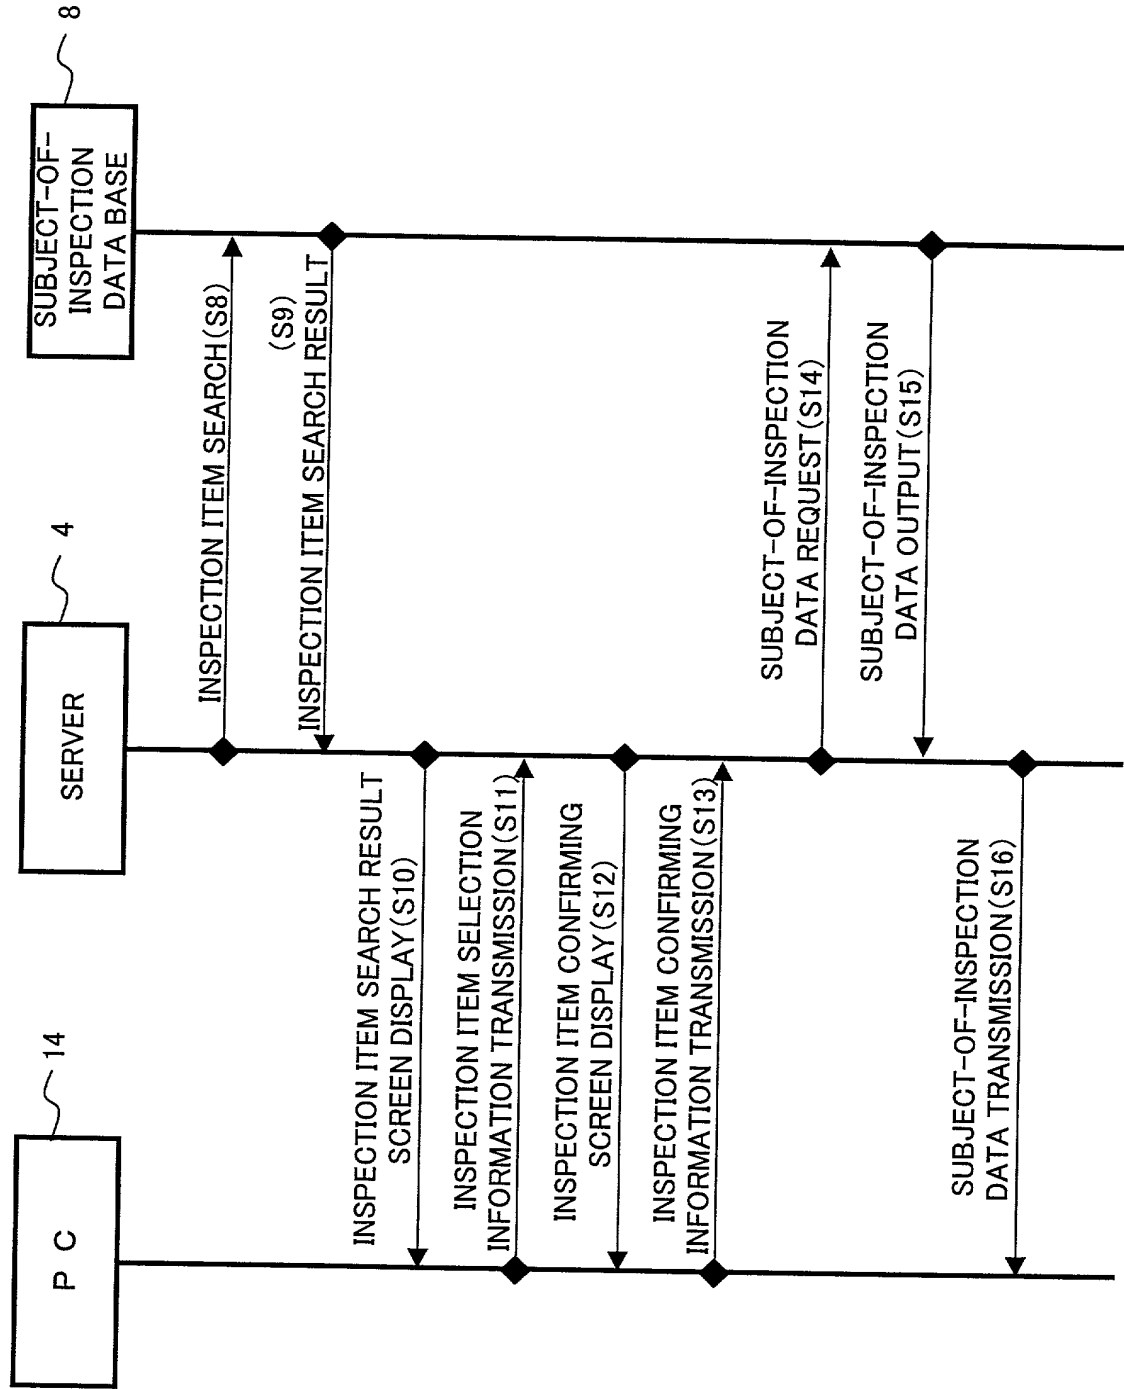 P C
14
SERVER
4
SUBJECT-OF-
INSPECTION
DATA BASE
8
INSPECTION ITEM SEARCH(S8)
(S9)
INSPECTION ITEM SEARCH RESULT
INSPECTION ITEM SEARCH RESULT
SCREEN DISPLAY(S10)
INSPECTION ITEM SELECTION
INFORMATION TRANSMISSION(S11)
INSPECTION ITEM CONFIRMING
SCREEN DISPLAY(S12)
INSPECTION ITEM CONFIRMING
INFORMATION TRANSMISSION(S13)
SUBJECT-OF-INSPECTION
DATA REQUEST(S14)
SUBJECT-OF-INSPECTION
DATA OUTPUT(S15)
SUBJECT-OF-INSPECTION
DATA TRANSMISSION(S16)